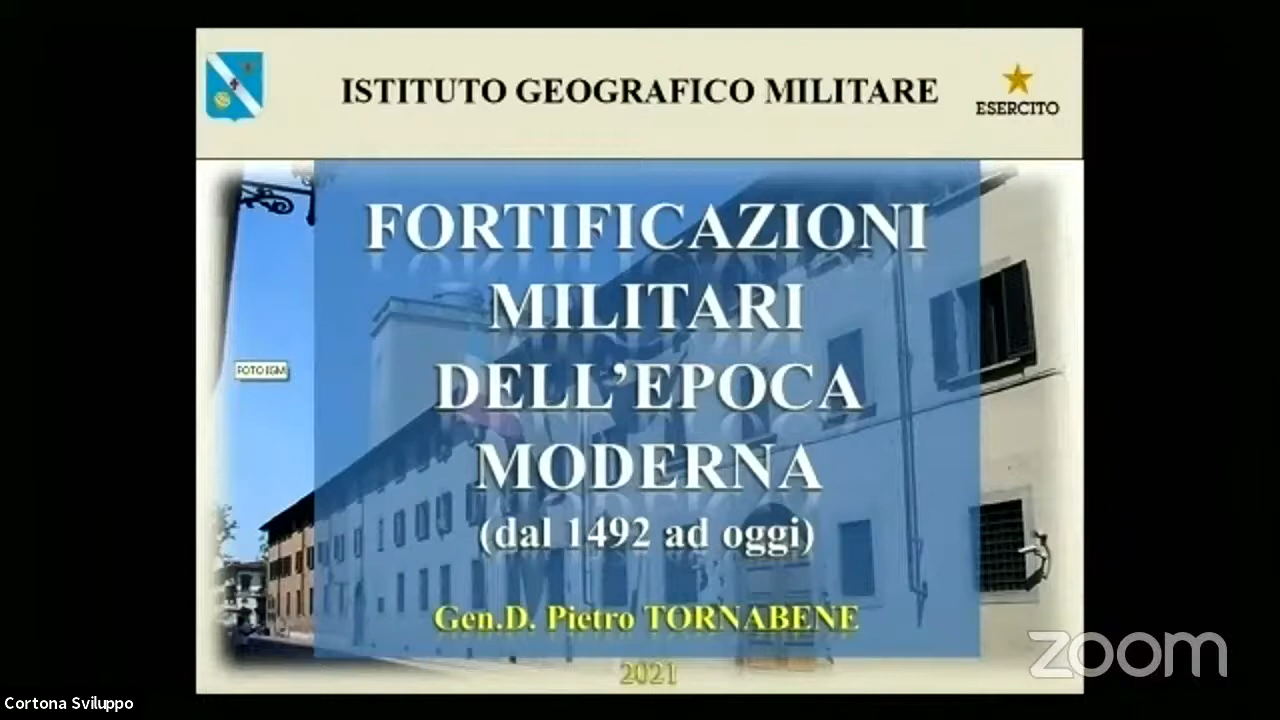 ISTITUTO GEOGRAFICO MILITARE
ESERCITO
FORTIFICAZIONI
MILITARI
DELL'EPOCA
MODERNA
(dal 1492 ad oggi)
FOTO IGM
Gen.D. Pietro TORNABENE
2021
zoom
Cortona Sviluppo